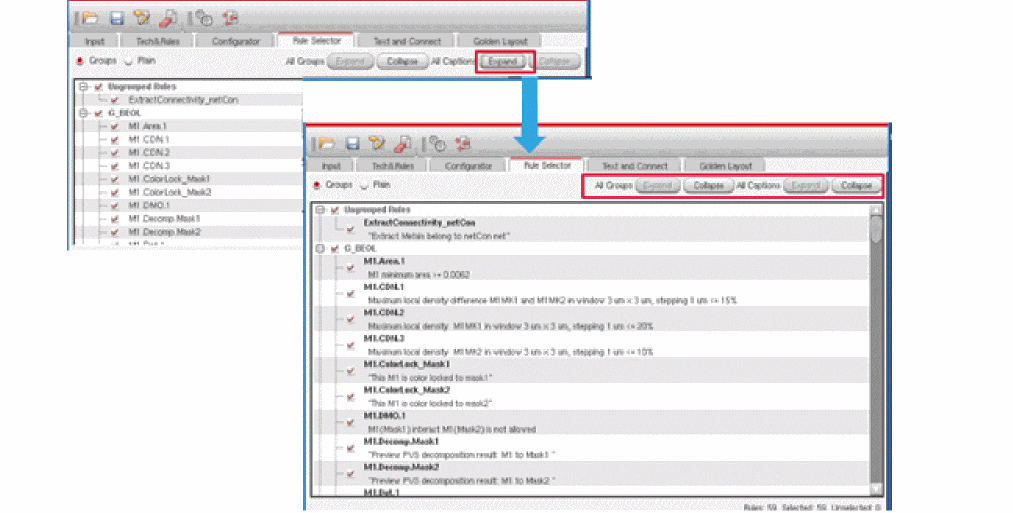 Input Tech&Rules Configurator Rule Selector Text and Connect Golden Layout
Groups Plain All Groups Expand Collapse All Captions Expand Collapse
Ungrouped Rules
ExtractConnectivity_netCon
G_BEOL
M1.Area.1
M1.CDN.1
M1.CDN.2
M1.CDN.3
M1.ColorLock_Mask1
M1.ColorLock_Mask2
M1.DMO.1
M1.Decomp.Mask1
M1.Decomp.Mask2
M1.Dst.1
Input Tech&Rules Configurator Rule Selector Text and Connect Golden Layout
Groups Plain All Groups Expand Collapse All Captions Expand Collapse
Ungrouped Rules
ExtractConnectivity_netCon
"Extract Metals belong to netCon net"
G_BEOL
M1.Area.1
M1 minimum area >= 0.0062
M1.CDN.1
Maximum local density difference M1MK1 and M1MK2 in window 3 um x 3 um, stepping 1 um <= 15%
M1.CDN.2
Maximum local density M1MK1 in window 3 um x 3 um, stepping 1 um <= 20%
M1.CDN.3
Maximum local density M1MK2 in window 3 um x 3 um, stepping 1 um <= 10%
M1.ColorLock_Mask1
"This M1 is color locked to mask1"
M1.ColorLock_Mask2
"This M1 is color locked to mask2"
M1.DMO.1
M1(Mask1) interact M1(Mask2) is not allowed
M1.Decomp.Mask1
"Preview PVS decomposition result: M1 to Mask1 "
M1.Decomp.Mask2
"Preview PVS decomposition result: M1 to Mask2 "
M1.Dst.1
Rules: 59, Selected: 59, Unselected: 0